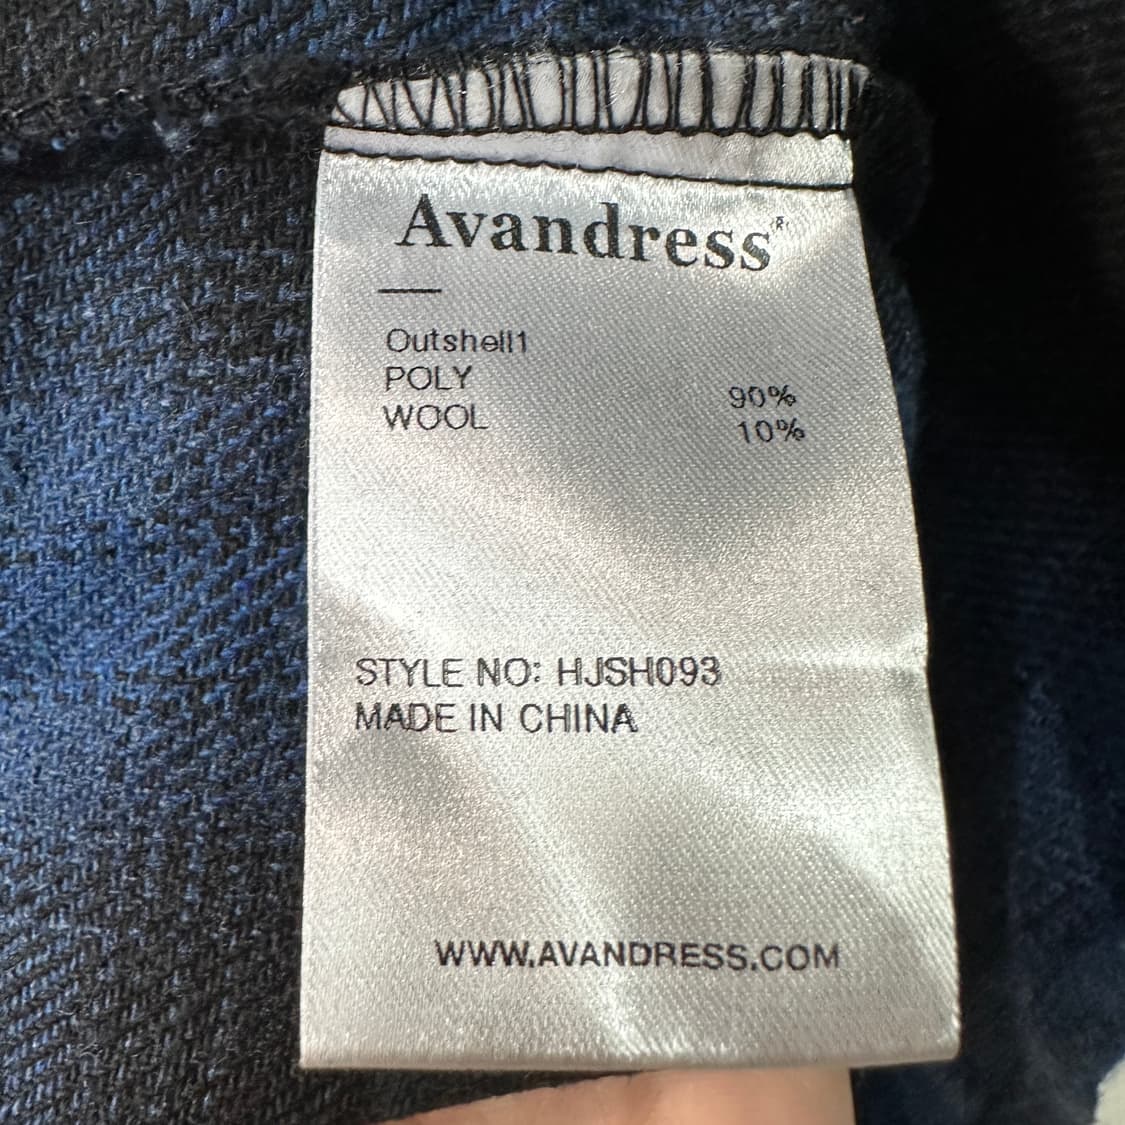 Avandress®
Outshell1
POLY 90%
WOOL 10%
STYLE NO: HJSH093
MADE IN CHINA
WWW.AVANDRESS.COM